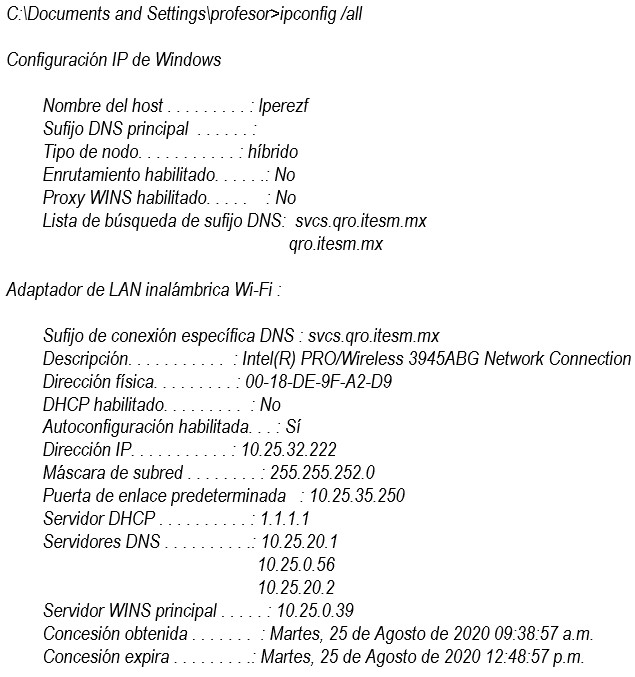 C:\Documents and Settings\profesor>ipconfig /all
Configuración IP de Windows
Nombre del host . . . . . . . . . . : lperezf
Sufijo DNS principal . . . . . . :
Tipo de nodo. . . . . . . . . . . : híbrido
Enrutamiento habilitado. . . . . .: No
Proxy WINS habilitado. . . . . : No
Lista de búsqueda de sufijo DNS: svcs.qro.itesm.mx
qro.itesm.mx
Adaptador de LAN inalámbrica Wi-Fi :
Sufijo de conexión específica DNS : svcs.qro.itesm.mx
Descripción. . . . . . . . . . . : Intel(R) PRO/Wireless 3945ABG Network Connection
Dirección física. . . . . . . . . : 00-18-DE-9F-A2-D9
DHCP habilitado. . . . . . . . . : No
Autoconfiguración habilitada. . . : Sí
Dirección IP. . . . . . . . . . . : 10.25.32.222
Máscara de subred . . . . . . . . : 255.255.252.0
Puerta de enlace predeterminada : 10.25.35.250
Servidor DHCP . . . . . . . . . . : 1.1.1.1
Servidores DNS . . . . . . . . . .: 10.25.20.1
10.25.0.56
10.25.20.2
Servidor WINS principal . . . . . : 10.25.0.39
Concesión obtenida . . . . . . . : Martes, 25 de Agosto de 2020 09:38:57 a.m.
Concesión expira . . . . . . . . .: Martes, 25 de Agosto de 2020 12:48:57 p.m.